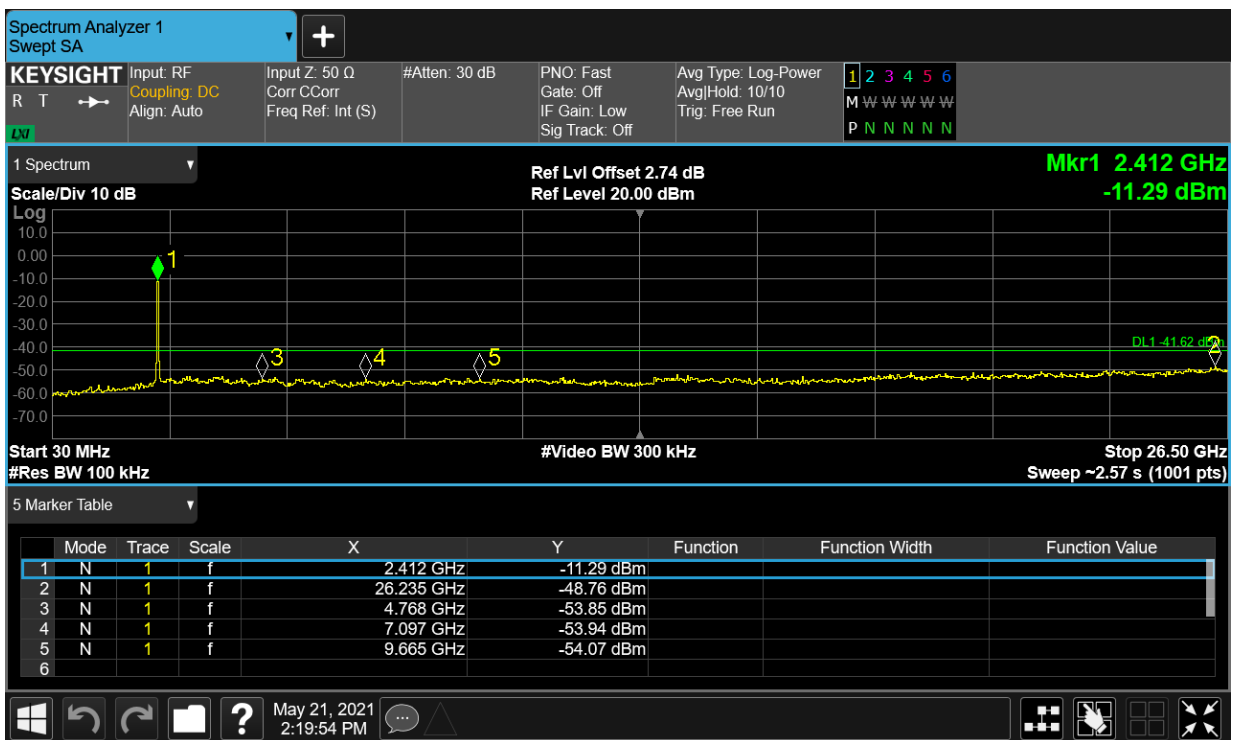 Spectrum Analyzer 1
Swept SA
+
KEYSIGHT
R T
LXI
Input: RF
Coupling: DC
Align: Auto
Input Z: 50 Ω
Corr CCorr
Freq Ref: Int (S)
#Atten: 30 dB
PNO: Fast
Gate: Off
IF Gain: Low
Sig Track: Off
Avg Type: Log-Power
Avg|Hold: 10/10
Trig: Free Run
1 2 3 4 5 6
M W W W W W
P N N N N N
1 Spectrum
Scale/Div 10 dB
Ref Lvl Offset 2.74 dB
Ref Level 20.00 dBm
Mkr1 2.412 GHz
-11.29 dBm
Log
10.0
0.00
-10.0
-20.0
-30.0
-40.0
-50.0
-60.0
-70.0
1
3
4
5
2
DL1 -41.62 dBm
Start 30 MHz
#Video BW 300 kHz
Stop 26.50 GHz
#Res BW 100 kHz
Sweep ~2.57 s (1001 pts)
5 Marker Table
Mode Trace Scale X Y Function Function Width Function Value
1 N 1 f 2.412 GHz -11.29 dBm
2 N 1 f 26.235 GHz -48.76 dBm
3 N 1 f 4.768 GHz -53.85 dBm
4 N 1 f 7.097 GHz -53.94 dBm
5 N 1 f 9.665 GHz -54.07 dBm
6
?
May 21, 2021
2:19:54 PM